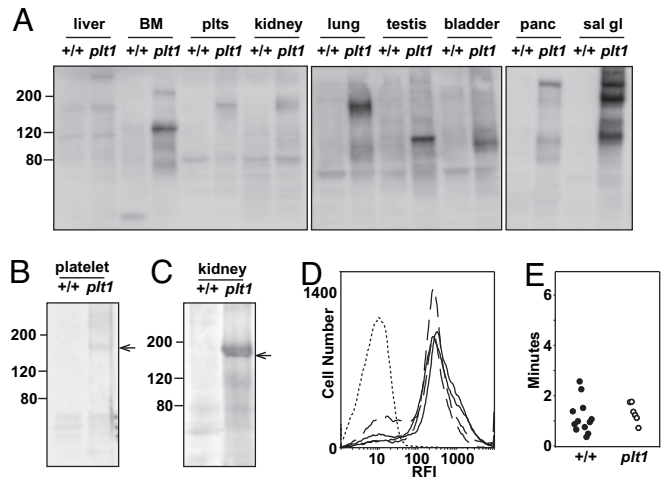 A
liver BM plts kidney lung testis bladder panc sal gl
+/+ plt1 +/+ plt1 +/+ plt1 +/+ plt1 +/+ plt1 +/+ plt1 +/+ plt1 +/+ plt1 +/+ plt1
200
120
80
B
platelet
+/+ plt1
200
120
80
C
kidney
+/+ plt1
200
120
80
D
1400
Cell Number
0
10 100 1000
RFI
E
6
4
2
0
Minutes
+/+ plt1